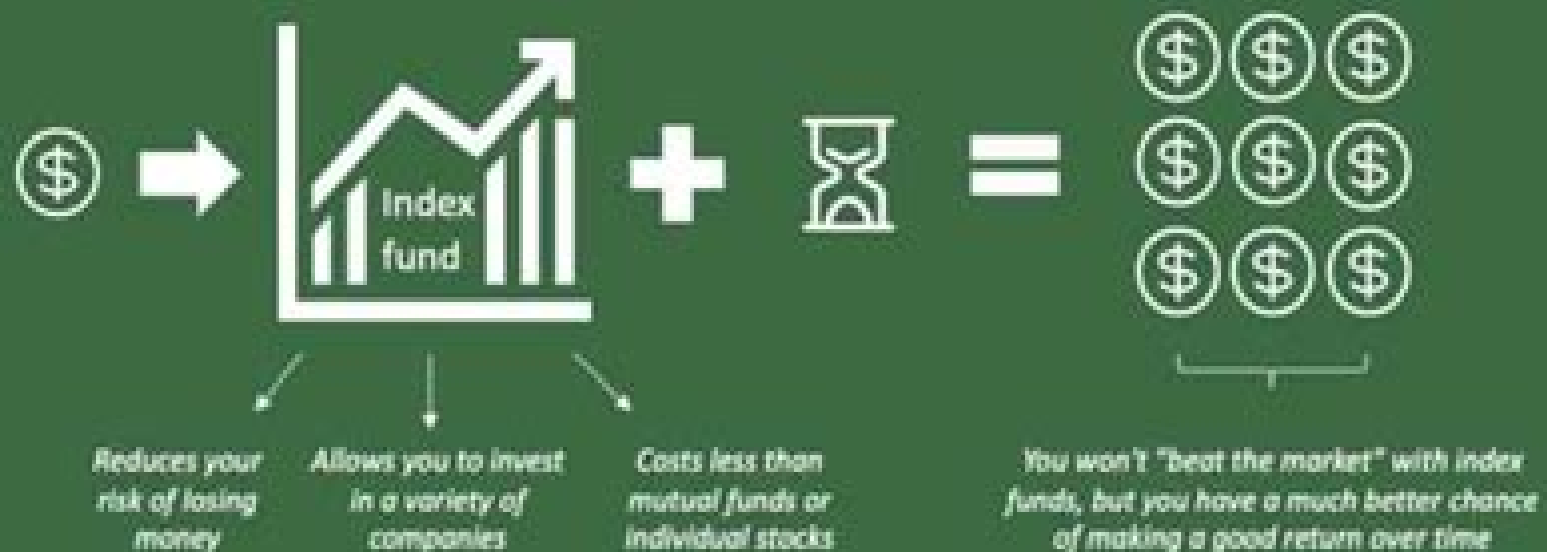 Index
fund
Reduces your
risk of losing
money
Allows you to invest
in a variety of
companies
Costs less than
mutual funds or
individual stocks
You won't "beat the market" with index
funds, but you have a much better chance
of making a good return over time